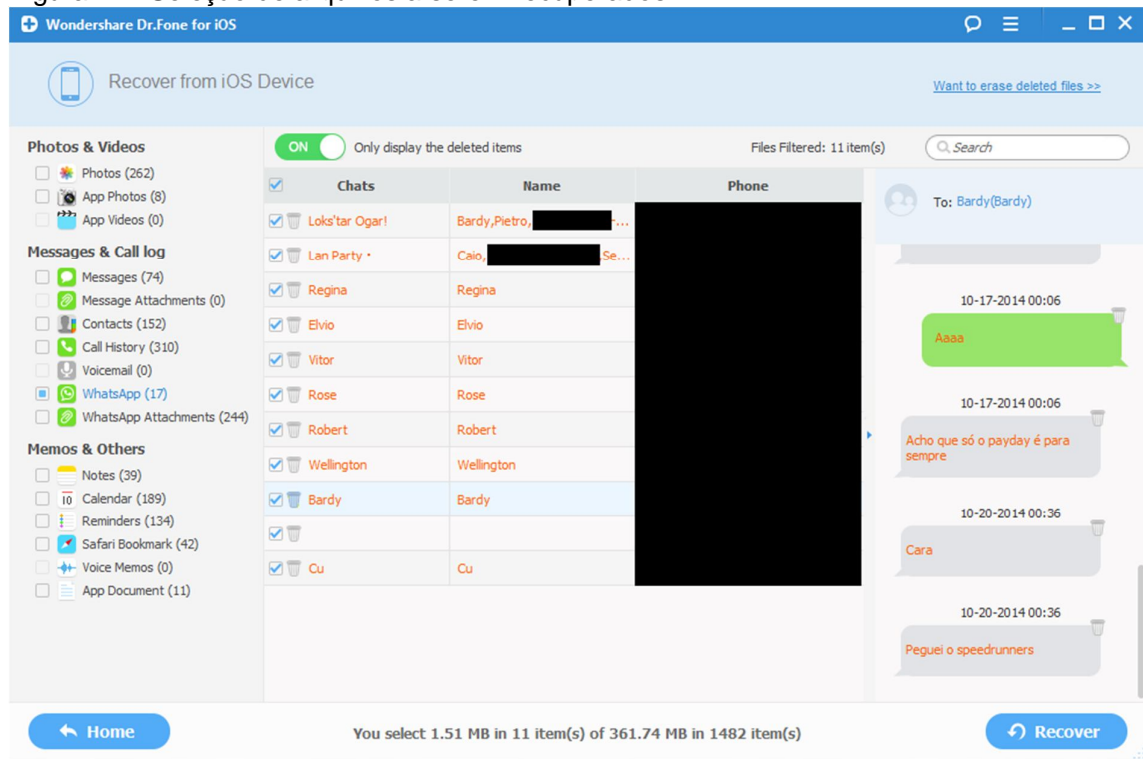 Wondershare Dr.Fone for iOS
Recover from iOS Device
Want to erase deleted files >>
Photos & Videos
Photos (262)
App Photos (8)
App Videos (0)
Messages & Call log
Messages (74)
Message Attachments (0)
Contacts (152)
Call History (310)
Voicemail (0)
WhatsApp (17)
WhatsApp Attachments (244)
Memos & Others
Notes (39)
10 Calendar (189)
Reminders (134)
Safari Bookmark (42)
Voice Memos (0)
App Document (11)
ON Only display the deleted items
Files Filtered: 11 item(s)
Search
Chats Name Phone
Loks'tar Ogar! Bardy,Pietro, -...
Lan Party • Caio, ,Se...
Regina Regina
Elvio Elvio
Vitor Vitor
Rose Rose
Robert Robert
Wellington Wellington
Bardy Bardy
Cu Cu
To: Bardy(Bardy)
10-17-2014 00:06
Aaaa
10-17-2014 00:06
Acho que só o payday é para
sempre
10-20-2014 00:36
Cara
10-20-2014 00:36
Peguei o speedrunners
Home
You select 1.51 MB in 11 item(s) of 361.74 MB in 1482 item(s)
Recover